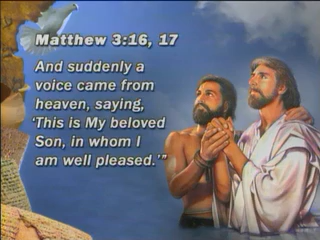 Matthew 3:16, 17
And suddenly a
voice came from
heaven, saying,
‘This is My beloved
Son, in whom I
am well pleased.’”